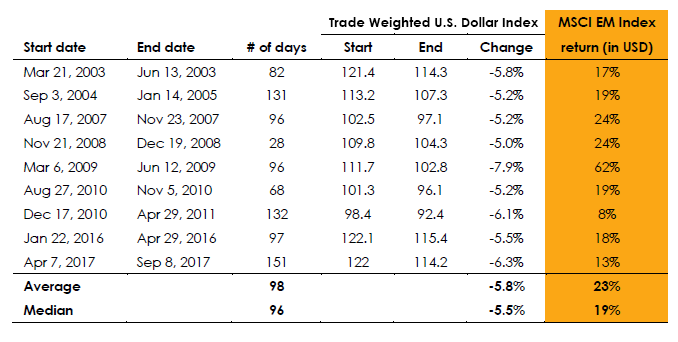 Trade Weighted U.S. Dollar Index MSCI EM Index
Start date End date # of days Start End Change return (in USD)
Mar 21, 2003 Jun 13, 2003 82 121.4 114.3 -5.8% 17%
Sep 3, 2004 Jan 14, 2005 131 113.2 107.3 -5.2% 19%
Aug 17, 2007 Nov 23, 2007 96 102.5 97.1 -5.2% 24%
Nov 21, 2008 Dec 19, 2008 28 109.8 104.3 -5.0% 24%
Mar 6, 2009 Jun 12, 2009 96 111.7 102.8 -7.9% 62%
Aug 27, 2010 Nov 5, 2010 68 101.3 96.1 -5.2% 19%
Dec 17, 2010 Apr 29, 2011 132 98.4 92.4 -6.1% 8%
Jan 22, 2016 Apr 29, 2016 97 122.1 115.4 -5.5% 18%
Apr 7, 2017 Sep 8, 2017 151 122 114.2 -6.3% 13%
Average 98 -5.8% 23%
Median 96 -5.5% 19%